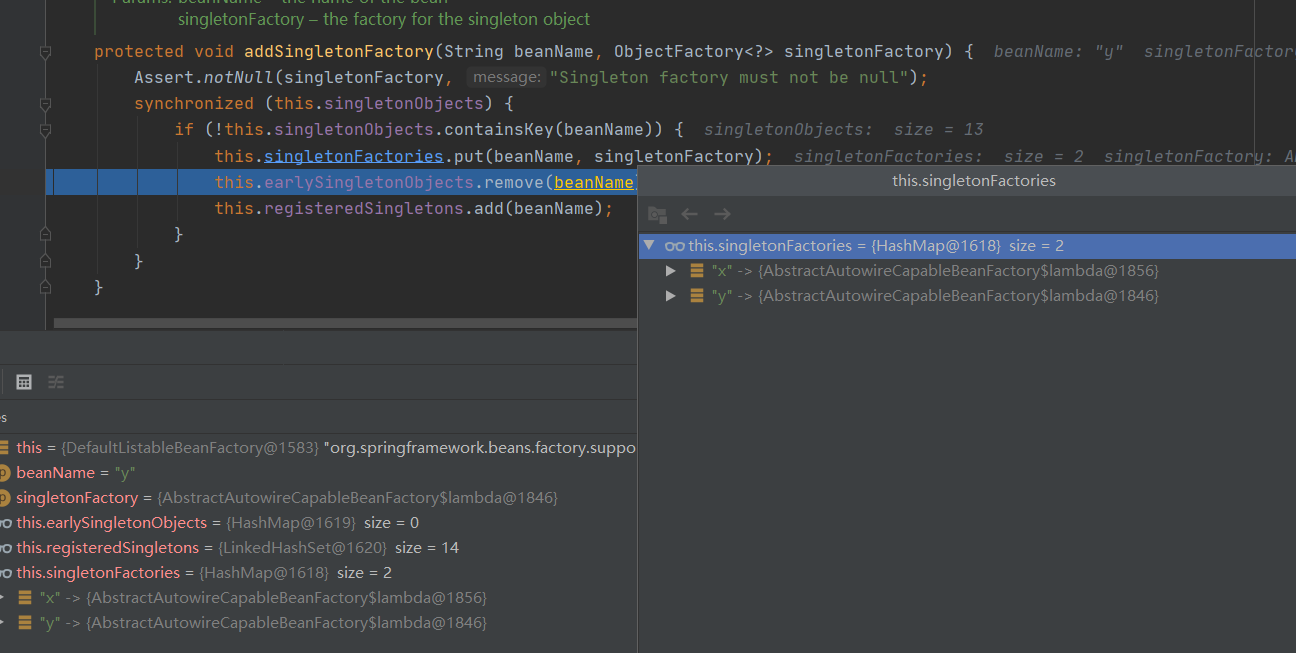 Params: beanName – the name of the bean
singletonFactory – the factory for the singleton object
protected void addSingletonFactory(String beanName, ObjectFactory<?> singletonFactory) { beanName: "y" singletonFactor
Assert.notNull(singletonFactory, message: "Singleton factory must not be null");
synchronized (this.singletonObjects) {
if (!this.singletonObjects.containsKey(beanName)) { singletonObjects: size = 13
this.singletonFactories.put(beanName, singletonFactory); singletonFactories: size = 2 singletonFactory: A
this.earlySingletonObjects.remove(beanName
this.registeredSingletons.add(beanName);
}
}
}
this.singletonFactories
this.singletonFactories = {HashMap@1618} size = 2
"x" -> {AbstractAutowireCapableBeanFactory$lambda@1856}
"y" -> {AbstractAutowireCapableBeanFactory$lambda@1846}
es
this = {DefaultListableBeanFactory@1583} "org.springframework.beans.factory.suppo
p beanName = "y"
p singletonFactory = {AbstractAutowireCapableBeanFactory$lambda@1846}
this.earlySingletonObjects = {HashMap@1619} size = 0
this.registeredSingletons = {LinkedHashSet@1620} size = 14
this.singletonFactories = {HashMap@1618} size = 2
"x" -> {AbstractAutowireCapableBeanFactory$lambda@1856}
"y" -> {AbstractAutowireCapableBeanFactory$lambda@1846}